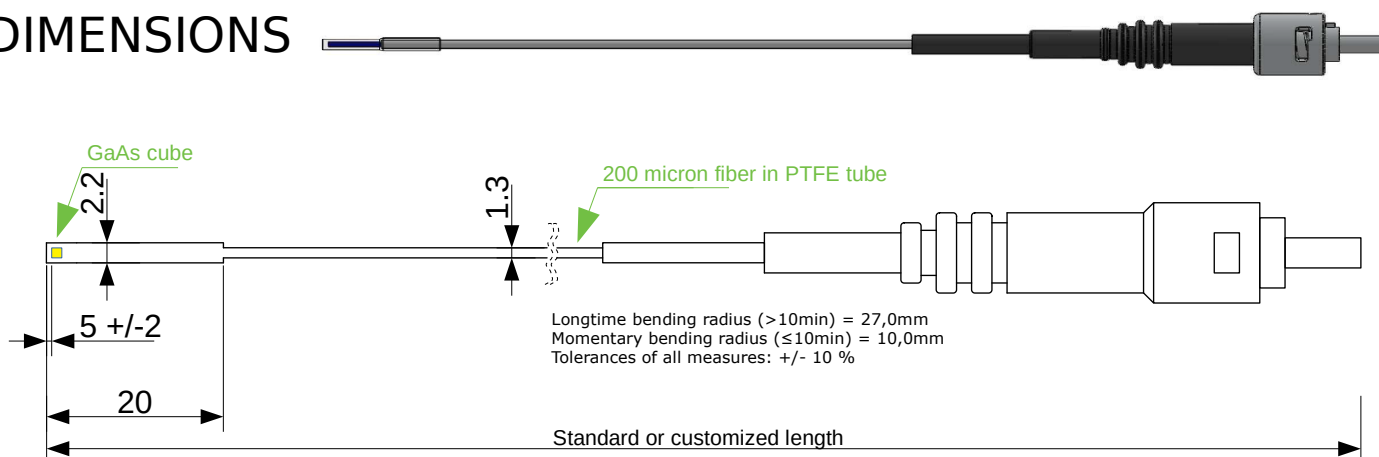 DIMENSIONS
GaAs cube
2.2
1.3
200 micron fiber in PTFE tube
5 +/-2
Longtime bending radius (>10min) = 27,0mm
Momentary bending radius (≤10min) = 10,0mm
Tolerances of all measures: +/- 10 %
20
Standard or customized length